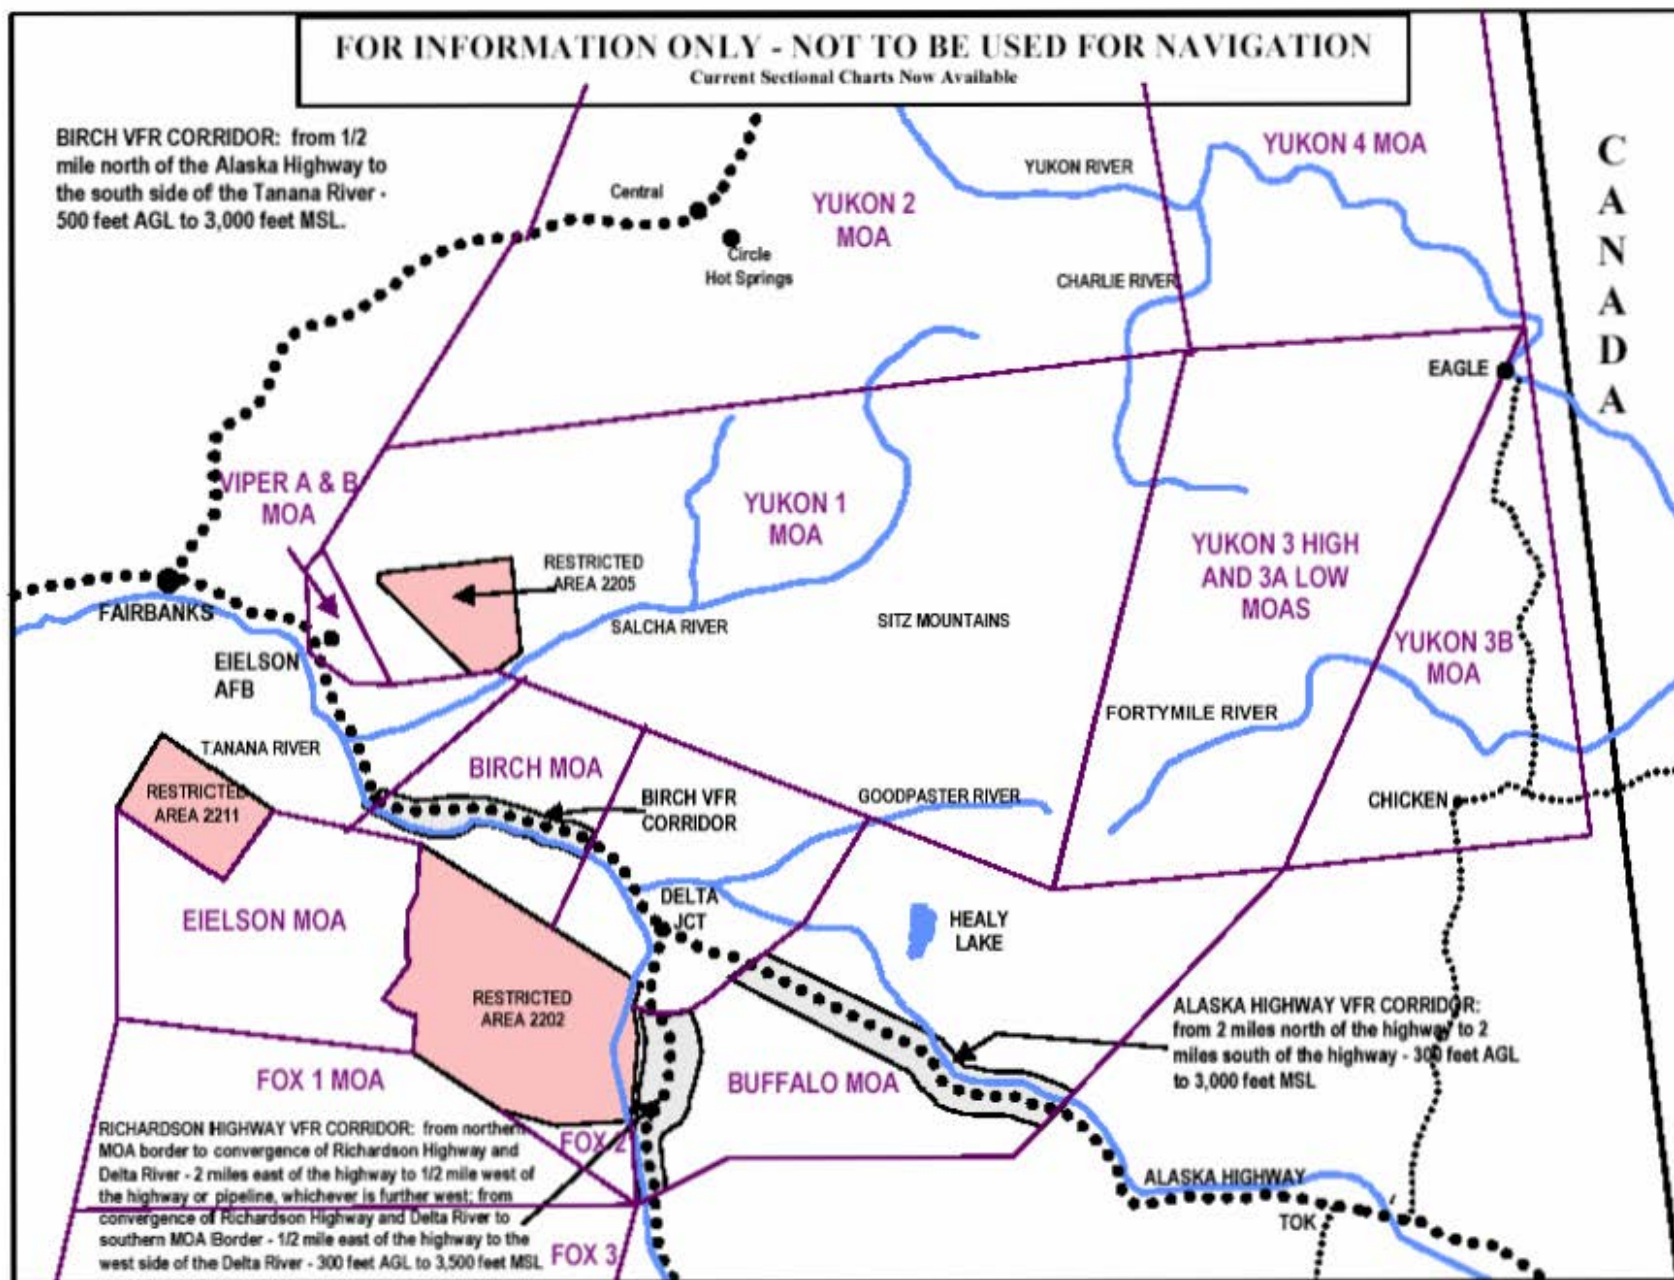 FOR INFORMATION ONLY - NOT TO BE USED FOR NAVIGATION
Current Sectional Charts Now Available
BIRCH VFR CORRIDOR: from 1/2
mile north of the Alaska Highway to
the south side of the Tanana River -
500 feet AGL to 3,000 feet MSL.
YUKON 4 MOA
C
A
N
A
D
A
YUKON RIVER
Central
YUKON 2
MOA
Circle
Hot Springs
CHARLIE RIVER
EAGLE
VIPER A & B
MOA
YUKON 1
MOA
YUKON 3 HIGH
AND 3A LOW
MOAS
RESTRICTED
AREA 2205
FAIRBANKS
SALCHA RIVER
SITZ MOUNTAINS
YUKON 3B
MOA
EIELSON
AFB
FORTYMILE RIVER
TANANA RIVER
BIRCH MOA
RESTRICTED
AREA 2211
BIRCH VFR
CORRIDOR
GOODPASTER RIVER
CHICKEN
EIELSON MOA
DELTA
JCT
HEALY
LAKE
RESTRICTED
AREA 2202
ALASKA HIGHWAY VFR CORRIDOR:
from 2 miles north of the highway to 2
miles south of the highway - 300 feet AGL
to 3,000 feet MSL
FOX 1 MOA
BUFFALO MOA
RICHARDSON HIGHWAY VFR CORRIDOR: from northern
MOA border to convergence of Richardson Highway and
Delta River - 2 miles east of the highway to 1/2 mile west of
the highway or pipeline, whichever is further west; from
convergence of Richardson Highway and Delta River to
southern MOA Border - 1/2 mile east of the highway to the
west side of the Delta River - 300 feet AGL to 3,500 feet MSL
FOX 2
FOX 3
ALASKA HIGHWAY
TOK